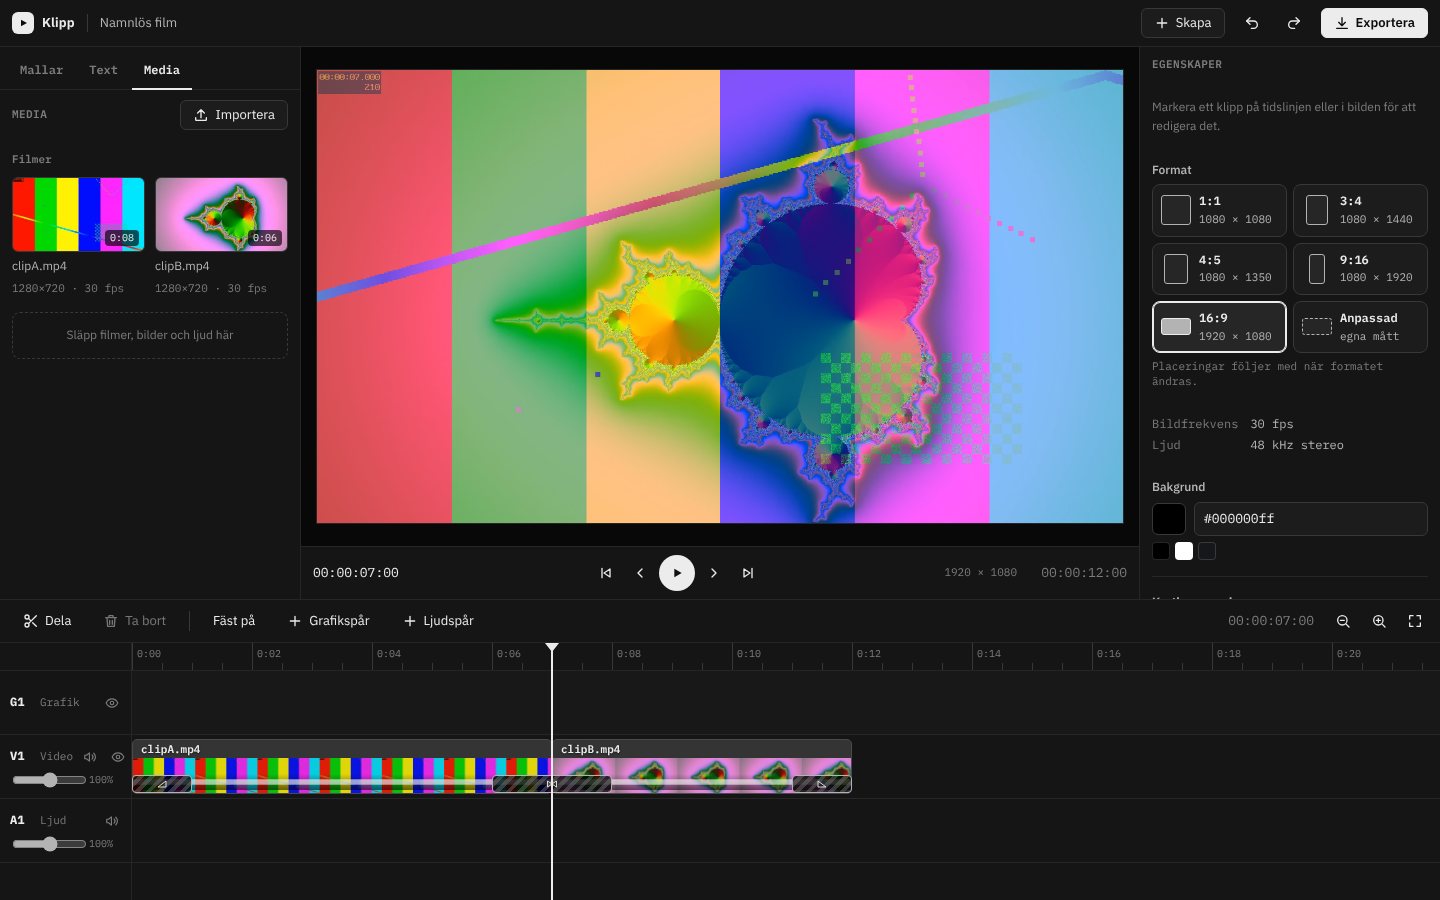 Klipp
Namnlös film
Skapa
Exportera
Mallar
Text
Media
MEDIA
Importera
Filmer
0:08
0:06
clipA.mp4
clipB.mp4
1280×720 · 30 fps
1280×720 · 30 fps
Släpp filmer, bilder och ljud här
00:00:07.000
210
00:00:07:00
1920 × 1080
00:00:12:00
EGENSKAPER
Markera ett klipp på tidslinjen eller i bilden för att
redigera det.
Format
1:1
1080 × 1080
3:4
1080 × 1440
4:5
1080 × 1350
9:16
1080 × 1920
16:9
1920 × 1080
Anpassad
egna mått
Placeringar följer med när formatet
ändras.
Bildfrekvens 30 fps
Ljud 48 kHz stereo
Bakgrund
#000000ff
Dela
Ta bort
Fäst på
Grafikspår
Ljudspår
00:00:07:00
0:00
0:02
0:04
0:06
0:08
0:10
0:12
0:14
0:16
0:18
0:20
G1 Grafik
V1 Video
100%
clipA.mp4
clipB.mp4
A1 Ljud
100%